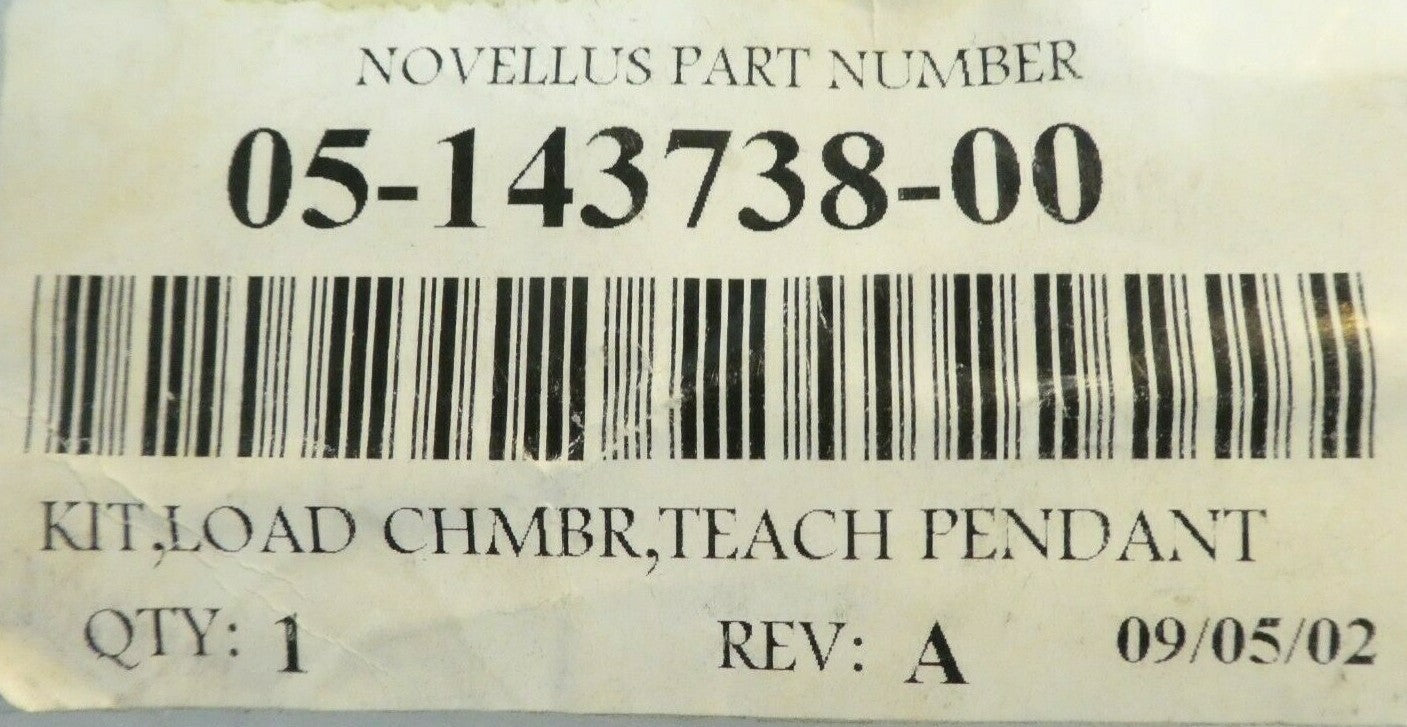 NOVELLUS PART NUMBER
05-143738-00
KIT,LOAD CHMBR,TEACH PENDANT
QTY: 1 REV: A 09/05/02